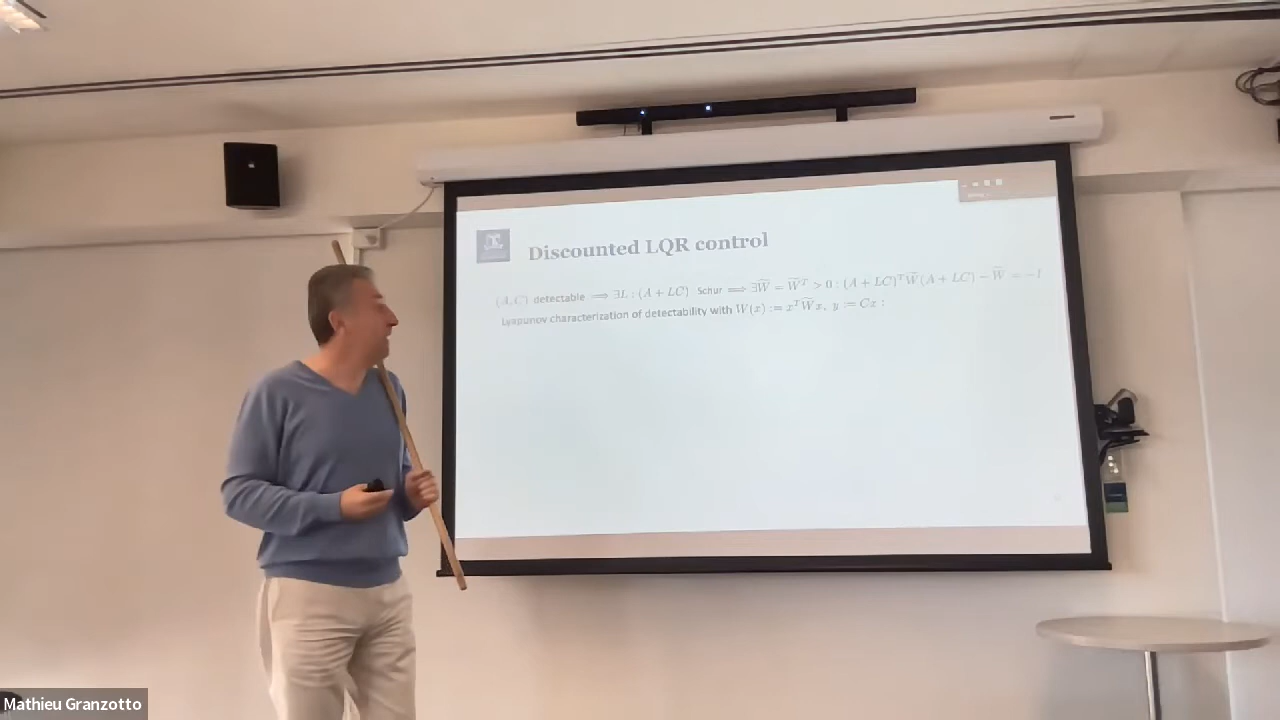 Discounted LQR control
(A, C) detectable ⟹ ∃L : (A + LC) Schur ⟹ ∃W̃ = W̃ᵀ > 0 : (A + LC)ᵀW̃(A + LC) − W̃ = −I
Lyapunov characterization of detectability with W(x) := xᵀW̃x, y := Cx :
Mathieu Granzotto